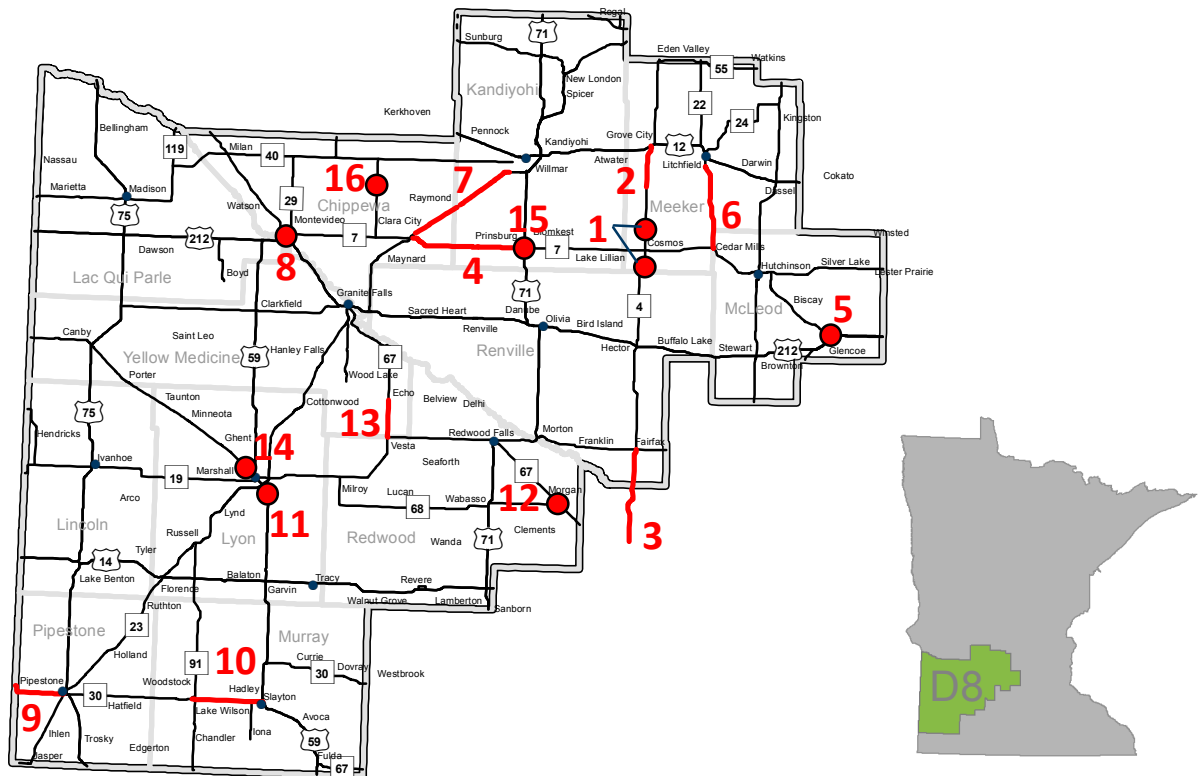 Rogal
71
Sunburg
Eden Valley
Watkins
55
New London
Kandiyohi
Spicer
22
Kerkhoven
24
Kingston
Bellingham
Pennock
Kandiyohi
Grove City
12
119
Milan
40
Atwater
Litchfield
Darwin
Nassau
Willmar
Cokato
16
7
2
Marietta
Madison
29
Chippewa
Raymond
Meeker
Dassel
Watson
75
Montevideo
Clara City
15
1
6
212
7
Prinsburg
Blomkest
7
Cosmos
Cedar Mills
Winsted
Dawson
8
Maynard
4
Lake Lillian
Hutchinson
Silver Lake
Lester Prairie
Lac Qui Parle
Boyd
71
Granite Falls
Danube
4
McLeod
Biscay
5
Clarkfield
Sacred Heart
Olivia
Bird Island
Canby
Saint Leo
Renville
Renville
Hector
Buffalo Lake
Stewart
212
Glencoe
Brownton
Yellow Medicine
59
Hanley Falls
67
Porter
Wood Lake
Taunton
Cottonwood
Echo
Belview
Delhi
75
Minneota
13
Hendricks
Ghent
14
Vesta
Redwood Falls
Morton
Franklin
Fairfax
Ivanhoe
19
Marshall
Seaforth
67
Arco
Milroy
Lucan
Wabasso
12
Morgan
3
Lynd
11
68
Clements
Lincoln
Russell
Lyon
Redwood
Wanda
71
Tyler
14
Lake Benton
Balaton
Garvin
Tracy
Revere
Florence
Walnut Grove
Lamberton
Sanborn
Ruthton
Pipestone
23
Murray
Holland
91
10
Currie
30
Dovray
Westbrook
Pipestone
Woodstock
Hadley
Slayton
30
Hatfield
Lake Wilson
9
Avoca
Ihlen
Trosky
Edgerton
Chandler
Iona
59
Jasper
Fulda
67
D8